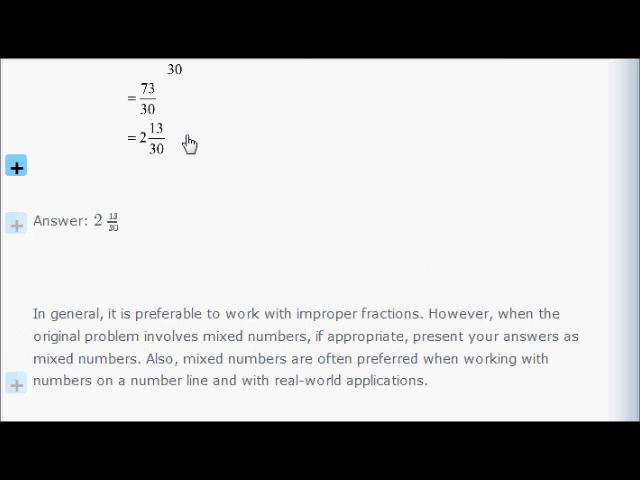 30
= 73/30
= 2 13/30
Answer: 2 13/30
In general, it is preferable to work with improper fractions. However, when the
original problem involves mixed numbers, if appropriate, present your answers as
mixed numbers. Also, mixed numbers are often preferred when working with
numbers on a number line and with real-world applications.